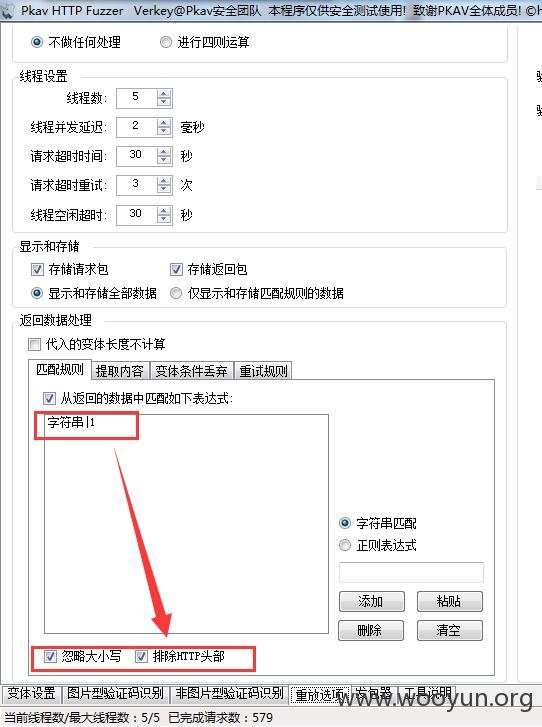 Pkav HTTP Fuzzer Verkey@Pkav安全团队 本程序仅供安全测试使用! 致谢PKAV全体成员! ©h
不做任何处理 进行四则运算
线程设置
线程数: 5
线程并发延迟: 2 毫秒
请求超时时间: 30 秒
请求超时重试: 3 次
线程空闲超时: 30 秒
显示和存储
存储请求包 存储返回包
显示和存储全部数据 仅显示和存储匹配规则的数据
返回数据处理
代入的变体长度不计算
匹配规则 提取内容 变体条件丢弃 重试规则
从返回的数据中匹配如下表达式:
字符串|1
字符串匹配
正则表达式
添加 粘贴
删除 清空
忽略大小写 排除HTTP头部
变体设置 图片型验证码识别 非图片型验证码识别 重放选项 发包器 工具说明
www.wooyun.org
当前线程数/最大线程数:5/5 已完成请求数:579